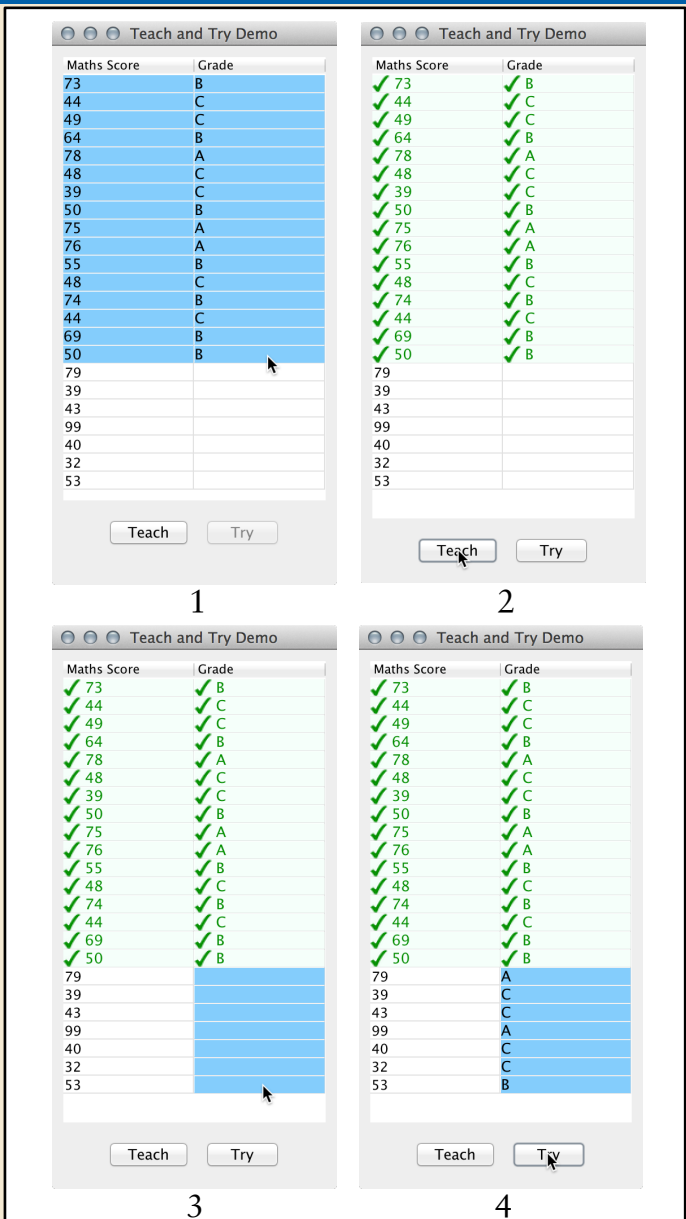 Teach and Try Demo
Maths Score Grade
73 B
44 C
49 C
64 B
78 A
48 C
39 C
50 B
75 A
76 A
55 B
48 C
74 B
44 C
69 B
50 B
79
39
43
99
40
32
53
Teach Try
1
Teach and Try Demo
Maths Score Grade
73 B
44 C
49 C
64 B
78 A
48 C
39 C
50 B
75 A
76 A
55 B
48 C
74 B
44 C
69 B
50 B
79
39
43
99
40
32
53
Teach Try
2
Teach and Try Demo
Maths Score Grade
73 B
44 C
49 C
64 B
78 A
48 C
39 C
50 B
75 A
76 A
55 B
48 C
74 B
44 C
69 B
50 B
79
39
43
99
40
32
53
Teach Try
3
Teach and Try Demo
Maths Score Grade
73 B
44 C
49 C
64 B
78 A
48 C
39 C
50 B
75 A
76 A
55 B
48 C
74 B
44 C
69 B
50 B
79 A
39 C
43 C
99 A
40 C
32 C
53 B
Teach Try
4